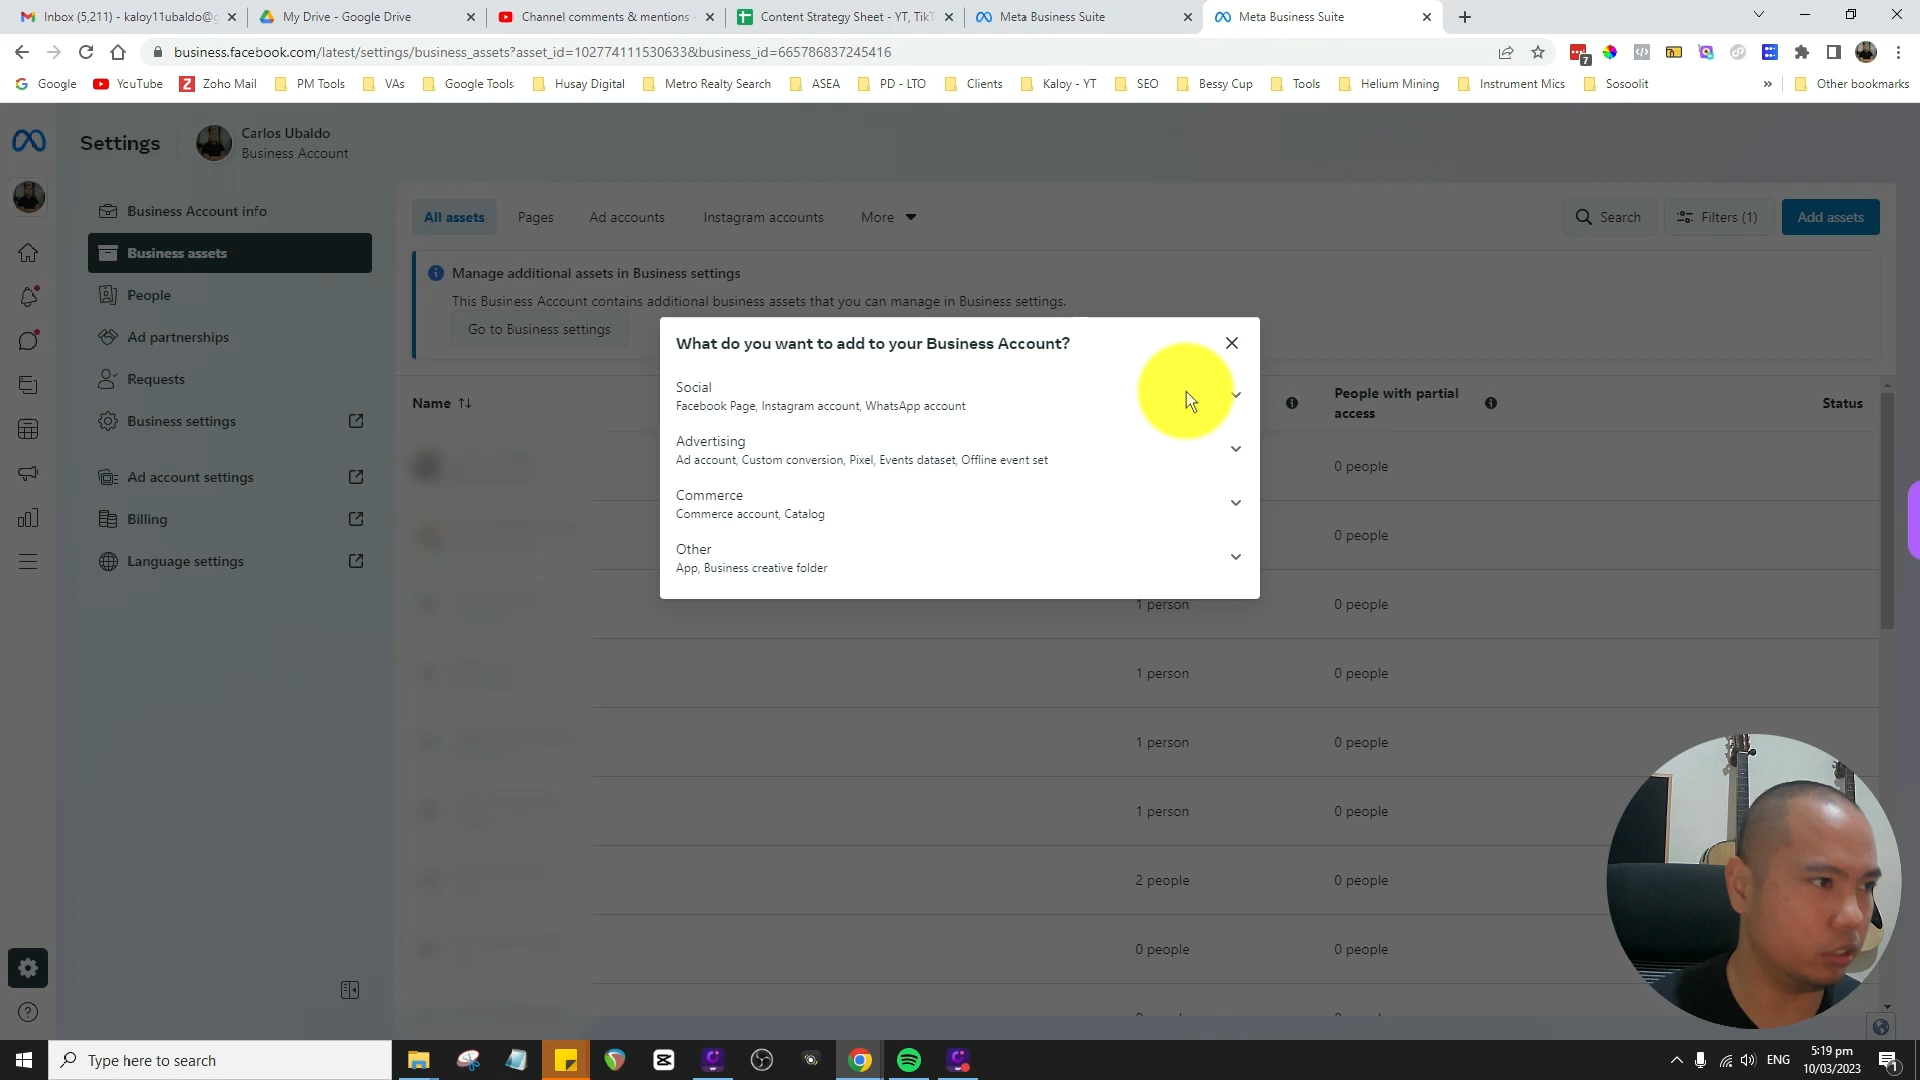 Inbox (5,211) - kaloy11ubaldo@g
My Drive - Google Drive
Channel comments & mentions
Content Strategy Sheet - YT, TikT
Meta Business Suite
Meta Business Suite
business.facebook.com/latest/settings/business_assets?asset_id=102774111530633&business_id=665786837245416
7
Google
YouTube
Zoho Mail
PM Tools
VAs
Google Tools
Husay Digital
Metro Realty Search
ASEA
PD - LTO
Clients
Kaloy - YT
SEO
Bessy Cup
Tools
Helium Mining
Instrument Mics
Sosoolit
»
Other bookmarks
Settings
Carlos Ubaldo
Business Account
Business Account info
Business assets
People
Ad partnerships
Requests
Business settings
Ad account settings
Billing
Language settings
All assets
Pages
Ad accounts
Instagram accounts
More
Search
Filters (1)
Add assets
Manage additional assets in Business settings
This Business Account contains additional business assets that you can manage in Business settings.
Go to Business settings
What do you want to add to your Business Account?
Social
Facebook Page, Instagram account, WhatsApp account
Advertising
Ad account, Custom conversion, Pixel, Events dataset, Offline event set
Commerce
Commerce account, Catalog
Other
App, Business creative folder
Name
People with partial
access
Status
0 people
0 people
1 person
0 people
1 person
0 people
1 person
0 people
1 person
0 people
2 people
0 people
0 people
0 people
Type here to search
ENG
5:19 pm
10/03/2023
1